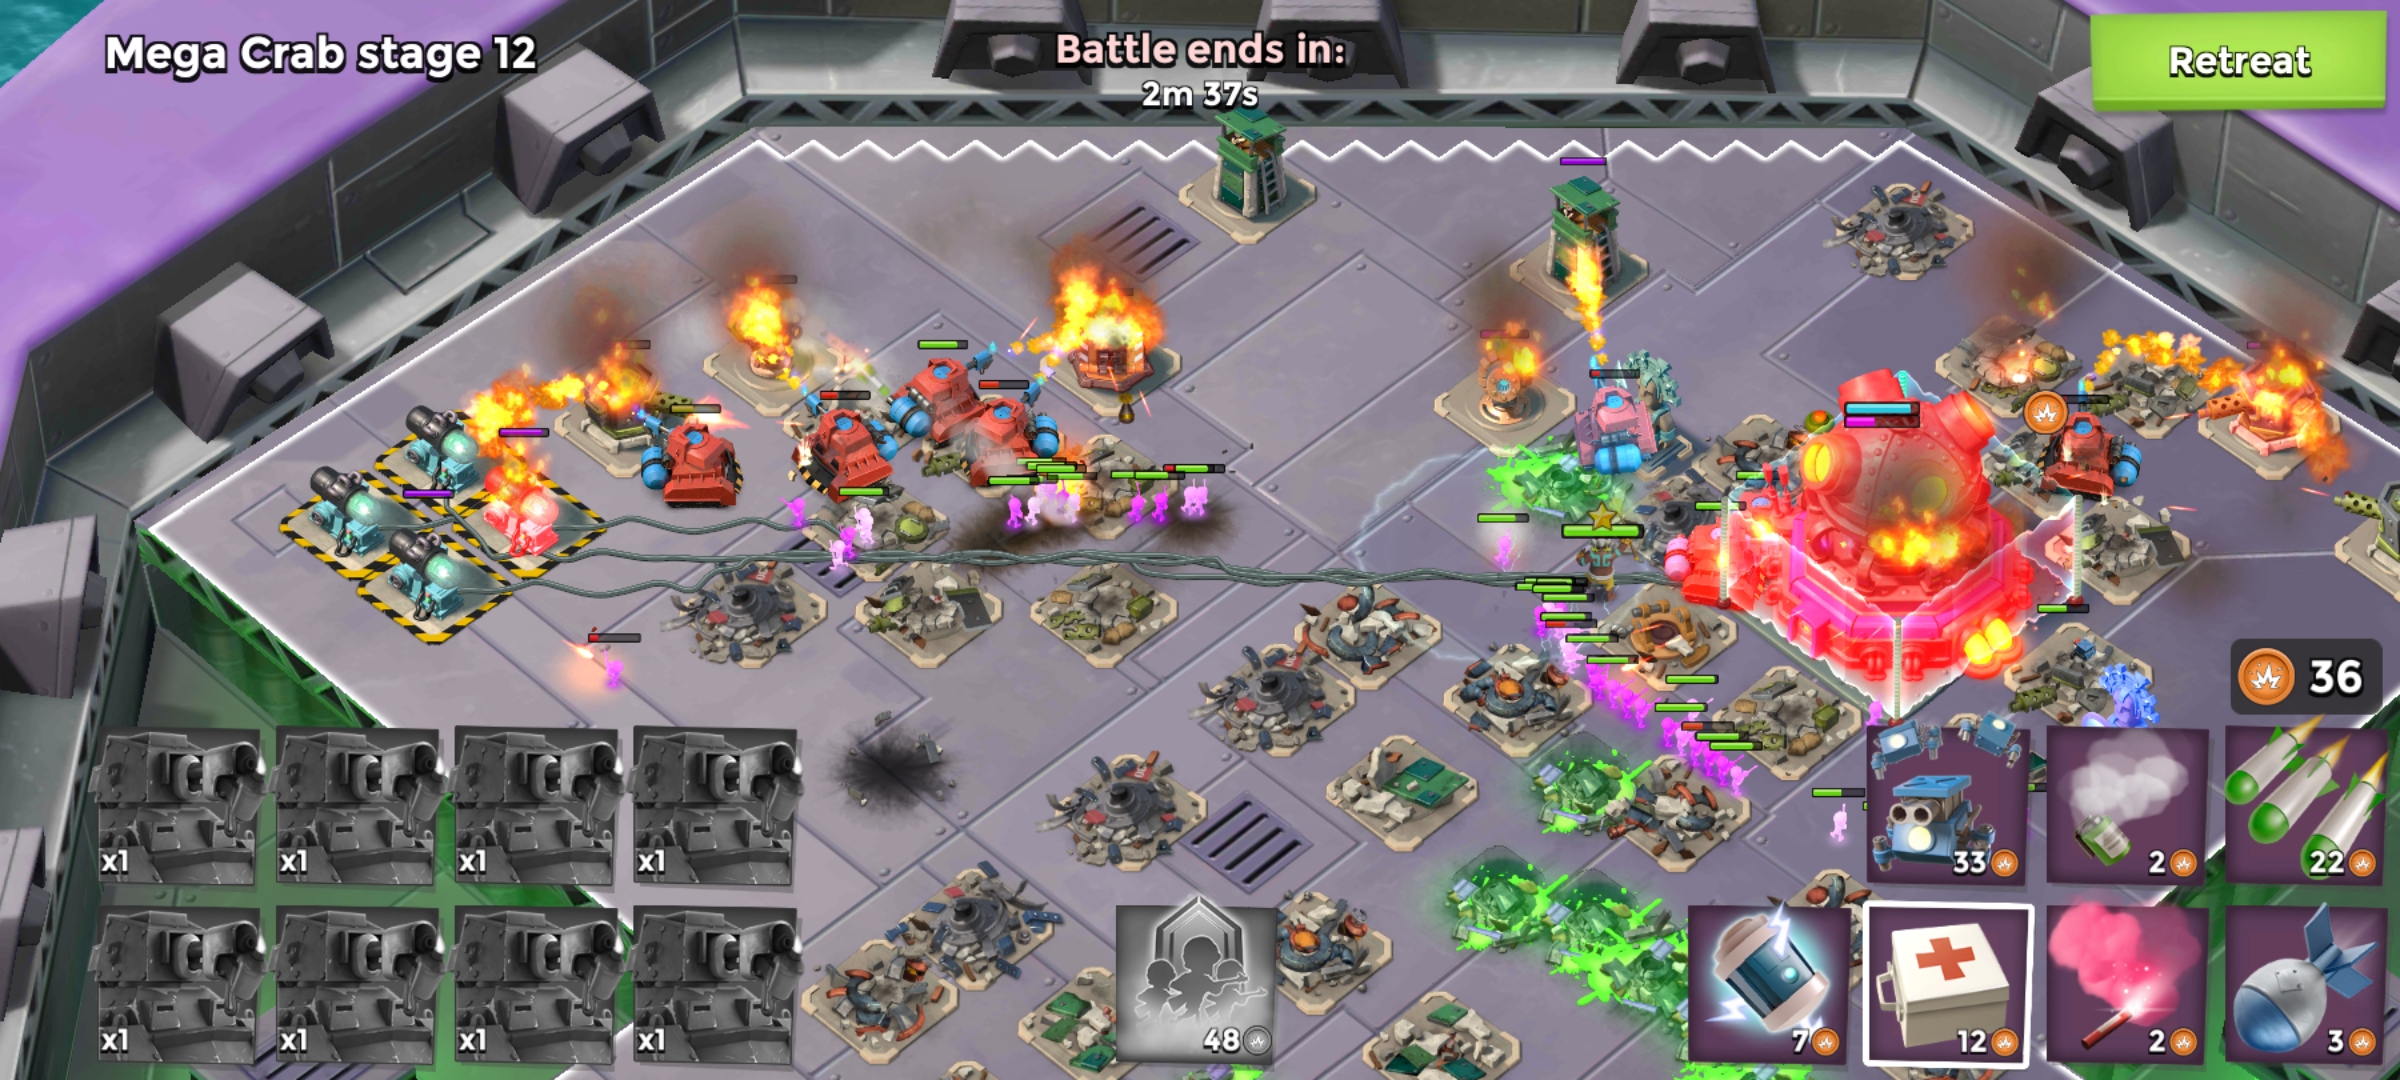 Mega Crab stage 12
Battle ends in:
2m 37s
Retreat
36
x1
x1
x1
x1
33
2
22
x1
x1
x1
x1
48
7
12
2
3